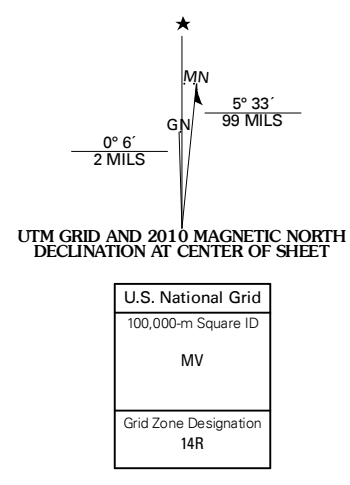 ★
MN
5° 33´
99 MILS
GN
0° 6´
2 MILS
UTM GRID AND 2010 MAGNETIC NORTH
DECLINATION AT CENTER OF SHEET
U.S. National Grid
100,000-m Square ID
MV
Grid Zone Designation
14R